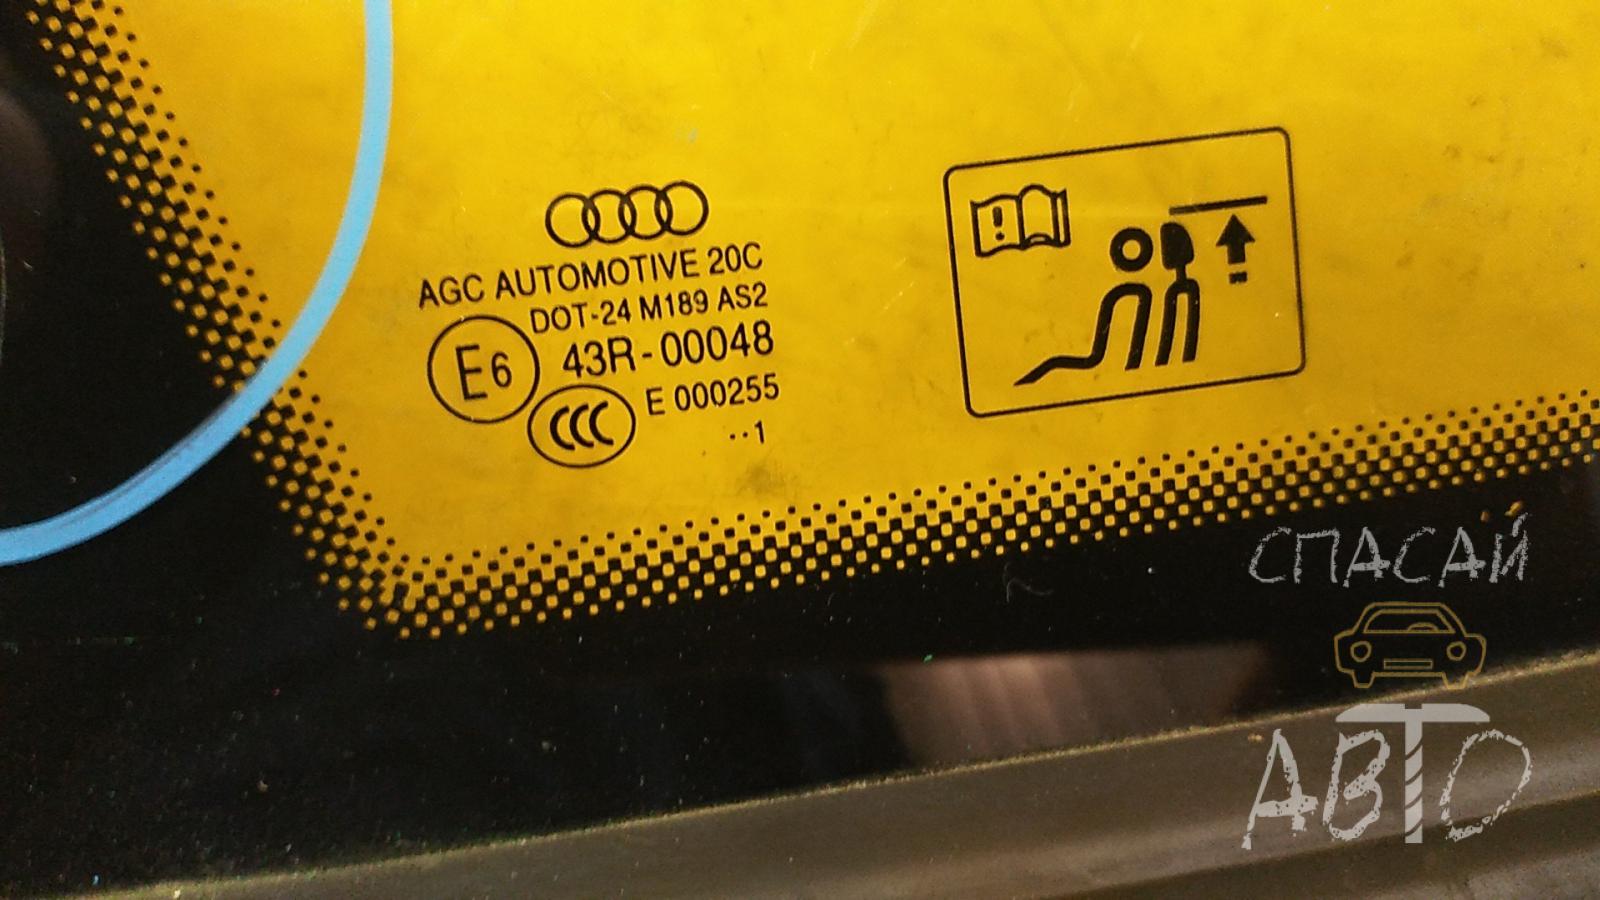 AGC AUTOMOTIVE 20C
DOT-24 M189 AS2
E6 43R-00048
CCC E 000255
··1
!
СПАСАЙ
АВТО